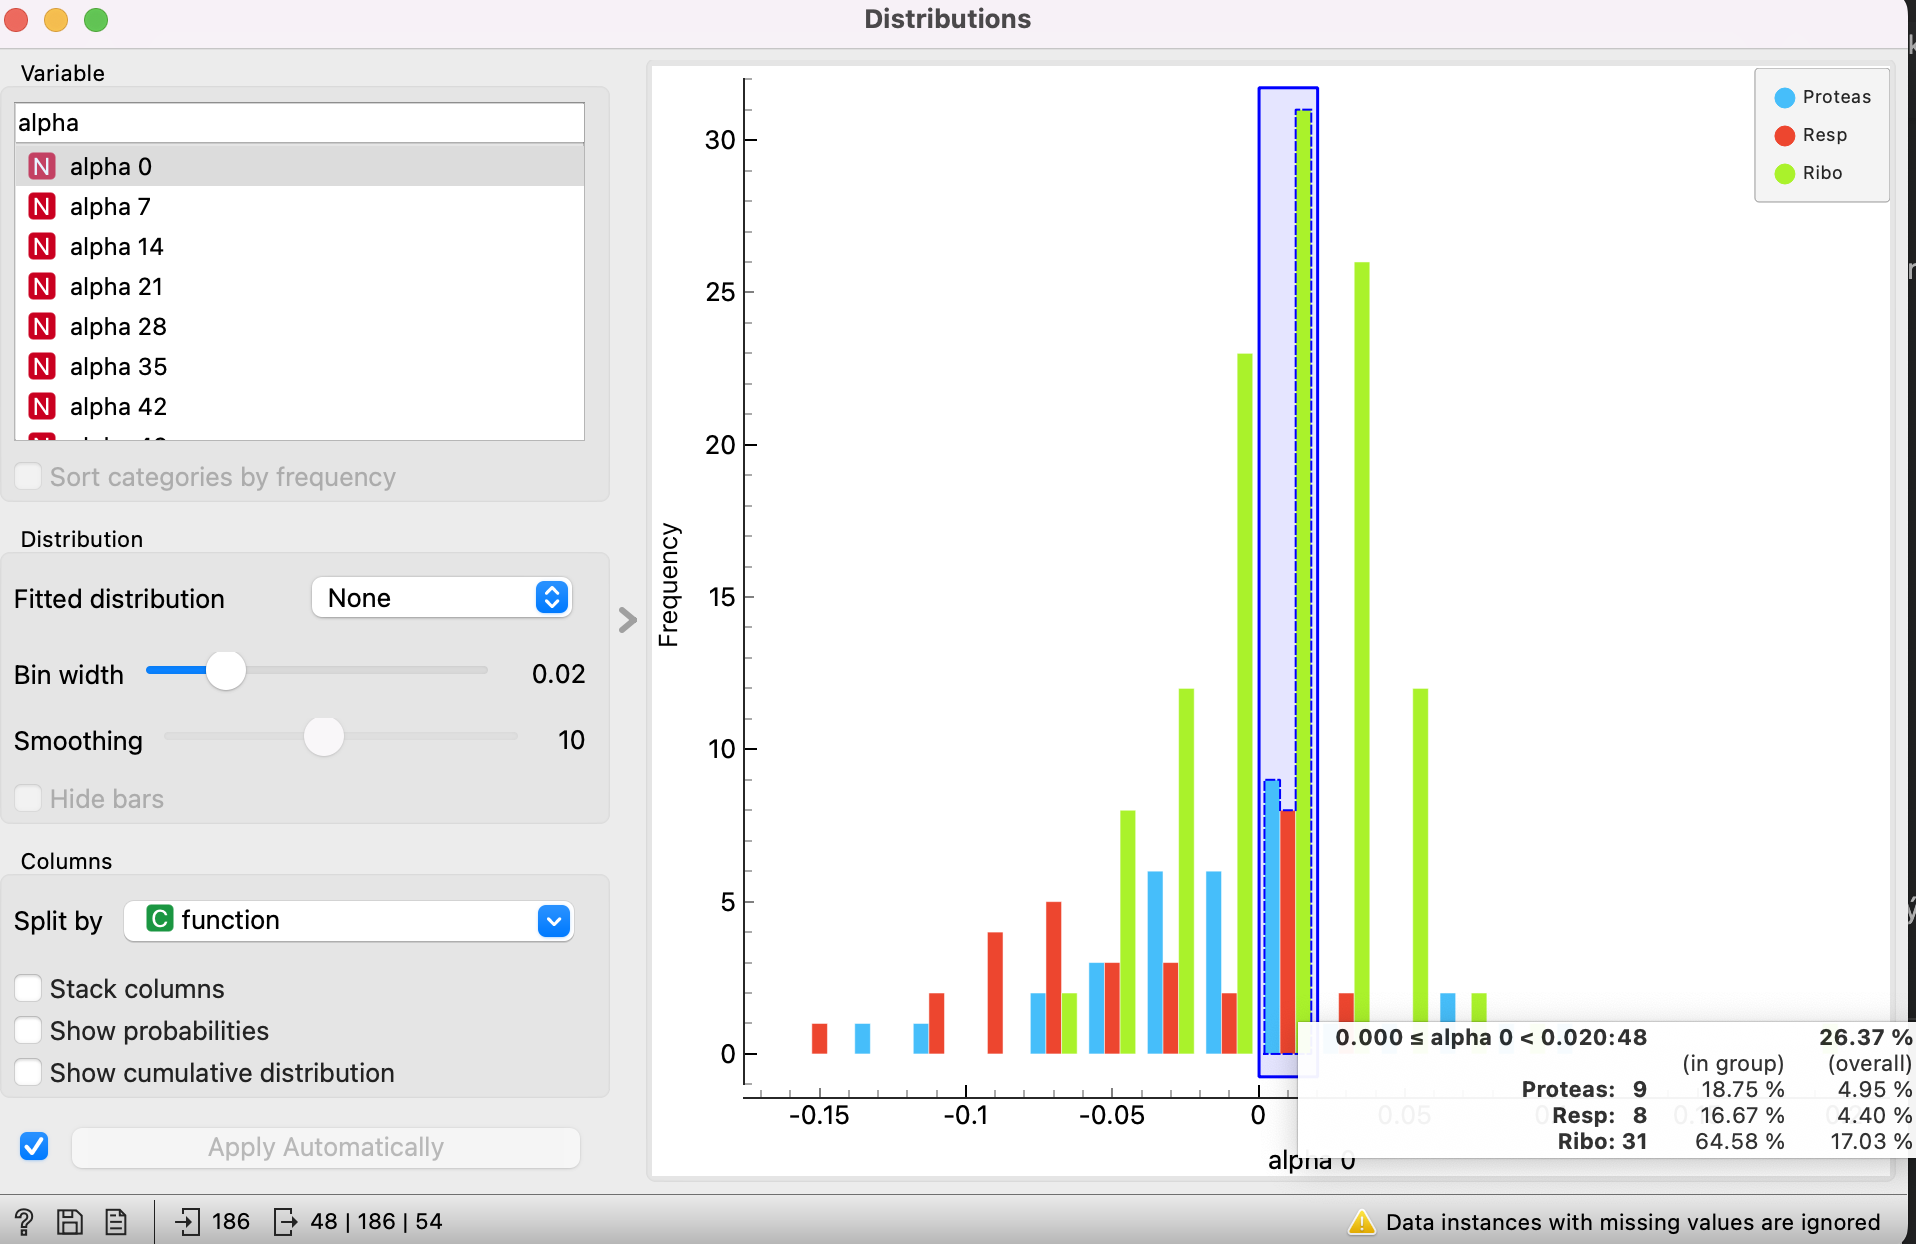 Distributions
Variable
alpha
N alpha 0
N alpha 7
N alpha 14
N alpha 21
N alpha 28
N alpha 35
N alpha 42
Sort categories by frequency
Distribution
Fitted distribution None
Bin width 0.02
Smoothing 10
Hide bars
Columns
Split by C function
Stack columns
Show probabilities
Show cumulative distribution
Apply Automatically
Proteas
Resp
Ribo
Frequency
30
25
20
15
10
5
0
-0.15 -0.1 -0.05 0 0.05
alpha 0
0.000 ≤ alpha 0 < 0.020:48 26.37 %
(in group) (overall)
Proteas: 9 18.75 % 4.95 %
Resp: 8 16.67 % 4.40 %
Ribo: 31 64.58 % 17.03 %
? 186 48 | 186 | 54
Data instances with missing values are ignored